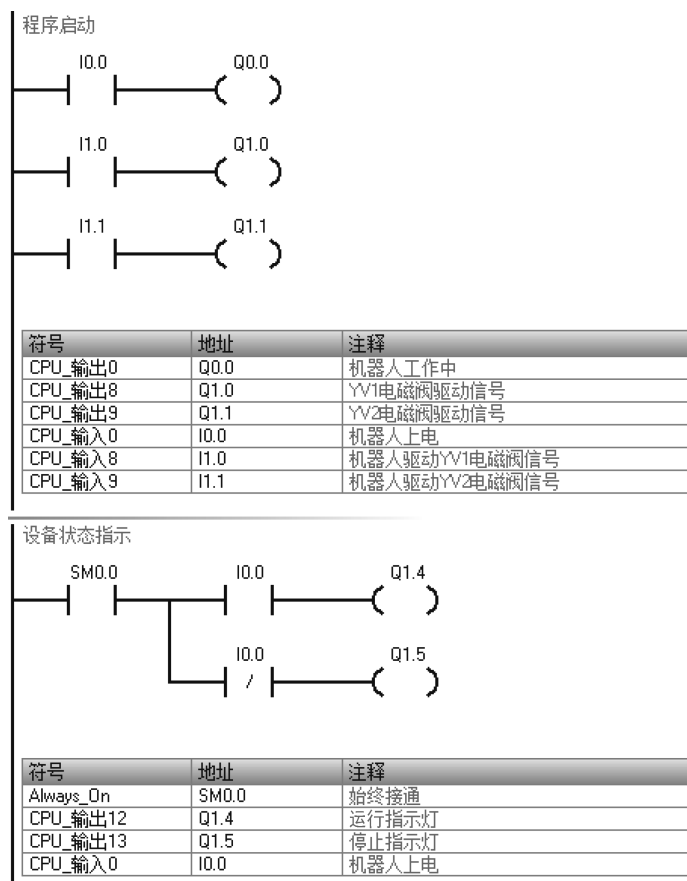 程序启动
I0.0 Q0.0
I1.0 Q1.0
I1.1 Q1.1
符号 地址 注释
CPU_输出0 Q0.0 机器人工作中
CPU_输出8 Q1.0 YV1电磁阀驱动信号
CPU_输出9 Q1.1 YV2电磁阀驱动信号
CPU_输入0 I0.0 机器人上电
CPU_输入8 I1.0 机器人驱动YV1电磁阀信号
CPU_输入9 I1.1 机器人驱动YV2电磁阀信号
设备状态指示
SM0.0 I0.0 Q1.4
I0.0 Q1.5
/
符号 地址 注释
Always_On SM0.0 始终接通
CPU_输出12 Q1.4 运行指示灯
CPU_输出13 Q1.5 停止指示灯
CPU_输入0 I0.0 机器人上电